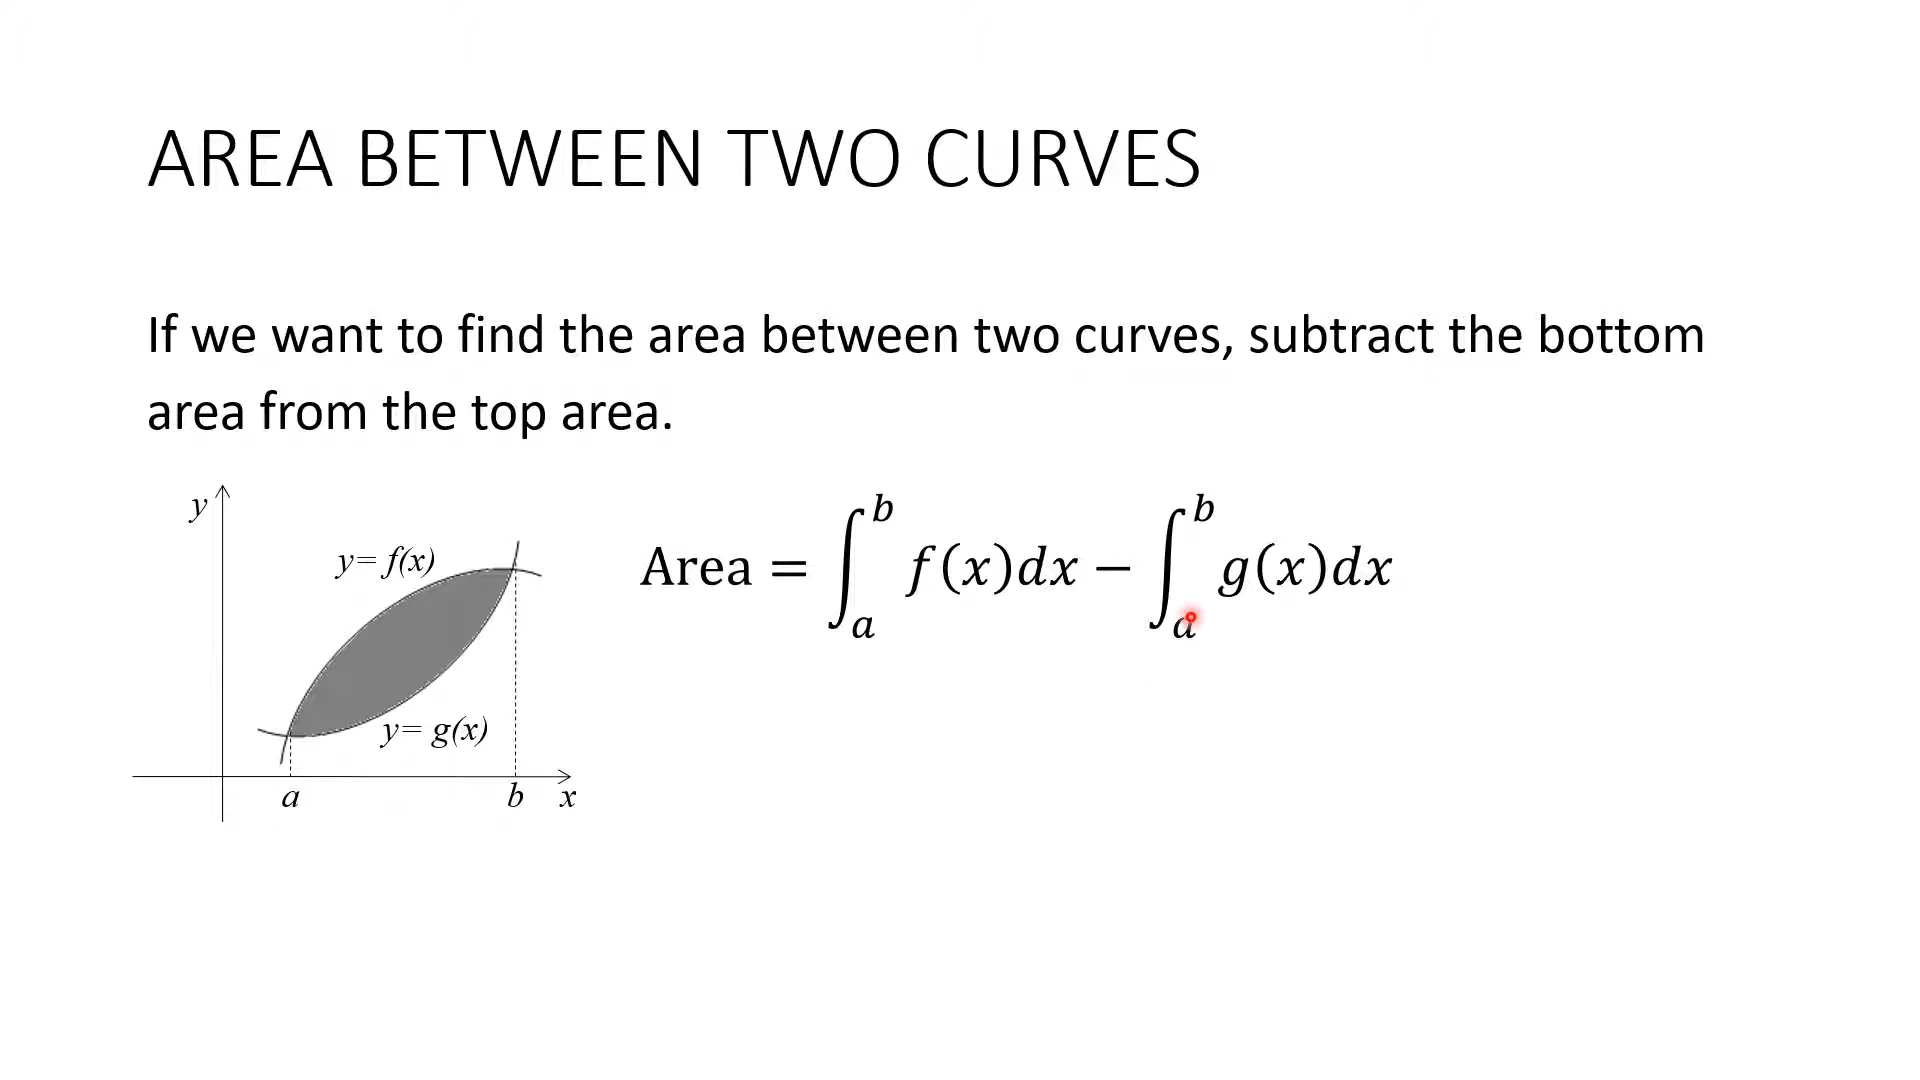 AREA BETWEEN TWO CURVES
If we want to find the area between two curves, subtract the bottom
area from the top area.
y
y= f(x)
y= g(x)
a b x
Area = ∫_a^b f(x)dx − ∫_a^b g(x)dx